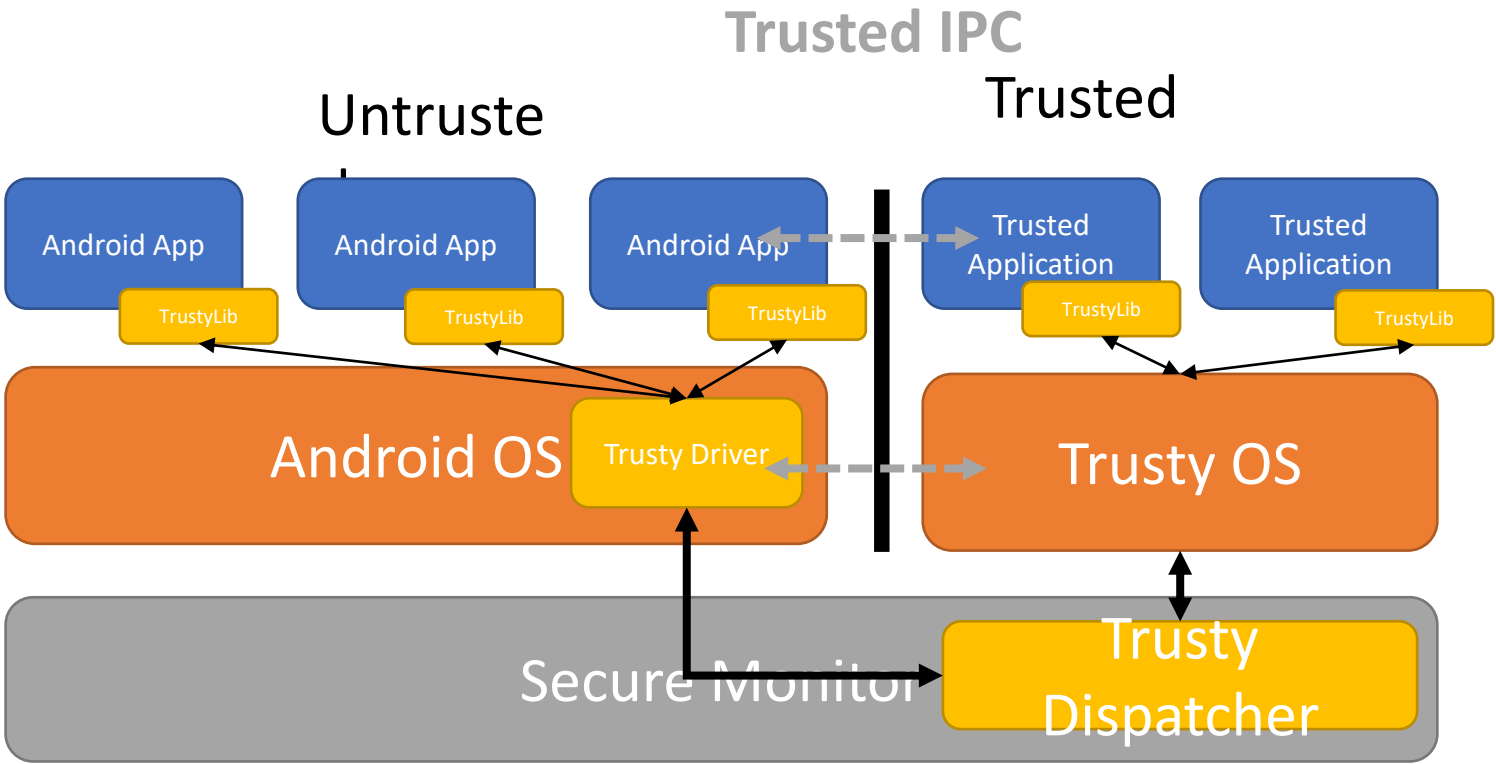 Trusted IPC
Untruste
Trusted
Android App
Android App
Android App
Trusted
Application
Trusted
Application
TrustyLib
TrustyLib
TrustyLib
TrustyLib
TrustyLib
Android OS
Trusty Driver
Trusty OS
Secure Monitor
Trusty
Dispatcher